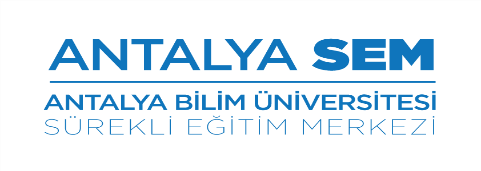 ANTALYA SEM
ANTALYA BİLİM ÜNİVERSİTESİ
SÜREKLİ EĞİTİM MERKEZİ